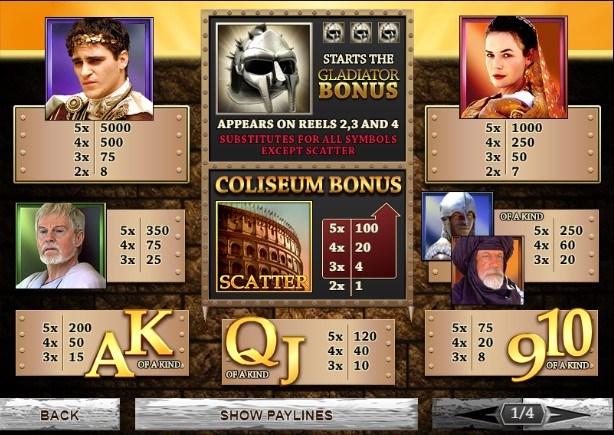 5x 5000
4x 500
3x 75
2x 8
STARTS THE
GLADIATOR
BONUS
APPEARS ON REELS 2,3 AND 4
SUBSTITUTES FOR ALL SYMBOLS
EXCEPT SCATTER
5x 1000
4x 250
3x 50
2x 7
5x 350
4x 75
3x 25
COLISEUM BONUS
SCATTER
5x 100
4x 20
3x 4
2x 1
OF A KIND
5x 250
4x 60
3x 20
5x 200
4x 50
3x 15
AK
OF A KIND
QJ
OF A KIND
5x 120
4x 40
3x 10
5x 75
4x 20
3x 8
910
OF A KIND
BACK
SHOW PAYLINES
1/4